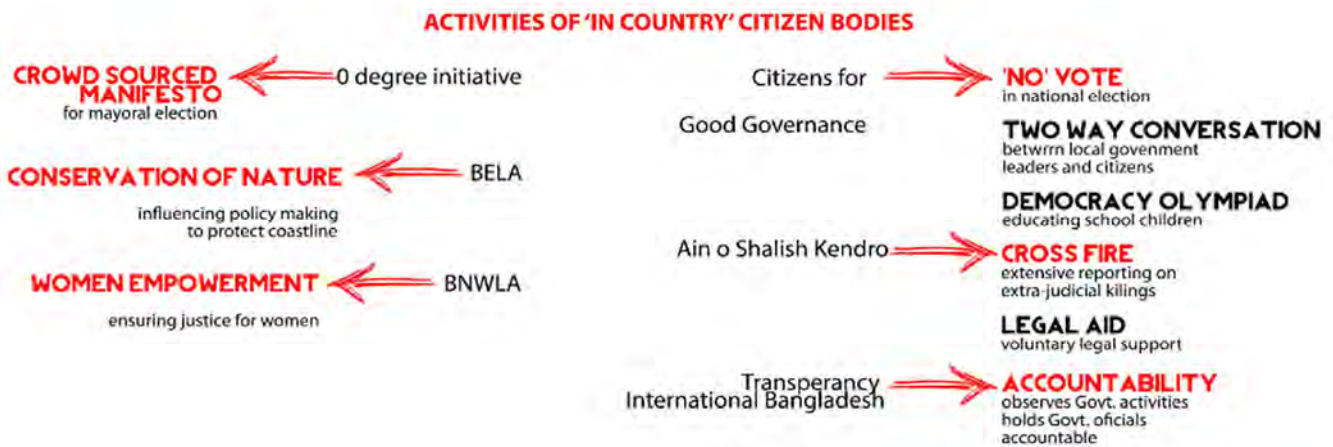 ACTIVITIES OF 'IN COUNTRY' CITIZEN BODIES
CROWD SOURCED
MANIFESTO
for mayoral election
0 degree initiative
CONSERVATION OF NATURE
BELA
influencing policy making
to protect coastline
WOMEN EMPOWERMENT
BNWLA
ensuring justice for women
Citizens for
Good Governance
'NO' VOTE
in national election
TWO WAY CONVERSATION
betwrrn local govenment
leaders and citizens
DEMOCRACY OLYMPIAD
educating school children
Ain o Shalish Kendro
CROSS FIRE
extensive reporting on
extra-judicial kilings
LEGAL AID
voluntary legal support
Transperancy
International Bangladesh
ACCOUNTABILITY
observes Govt. activities
holds Govt. oficials
accountable